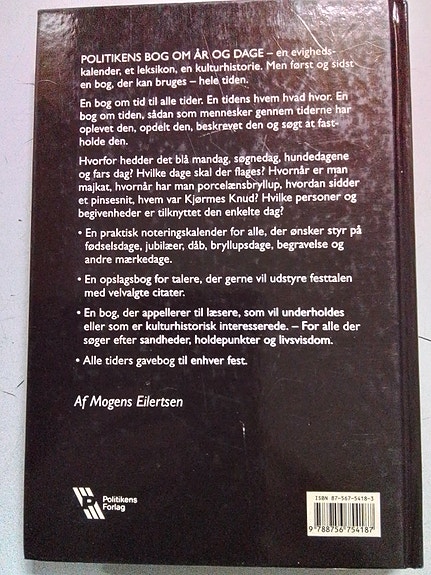 POLITIKENS BOG OM ÅR OG DAGE – en evigheds-
kalender, et leksikon, en kulturhistorie. Men først og sidst-
en bog, der kan bruges – hele tiden.
En bog om tid til alle tider. En tidens hvem hvad hvor. En
bog om tiden, sådan som mennesker gennem tiderne har
oplevet den, opdelt den, beskrevet den og søgt at fast-
holde den.
Hvorfor hedder det blå mandag, søgnedag, hundedagene
og fars dag? Hvilke dage skal der flages? Hvornår er man
majkat, hvornår har man porcelænsbryllup, hvordan sidder
et pinsesnit, hvem var Kjørmes Knud? Hvilke personer og
begivenheder er tilknyttet den enkelte dag?
• En praktisk noteringskalender for alle, der ønsker styr på
fødselsdage, jubilæer, dåb, bryllupsdage, begravelse og
andre mærkedage.
• En opslagsbog for talere, der gerne vil udstyre festtalen
med velvalgte citater.
• En bog, der appellerer til læsere, som vil underholdes
eller som er kulturhistorisk interesserede. – For alle der
søger efter sandheder, holdepunkter og livsvisdom.
• Alle tiders gavebog til enhver fest.
Af Mogens Eilertsen
Politikens
Forlag
ISBN 87-567-5418-3
9 788756 754187